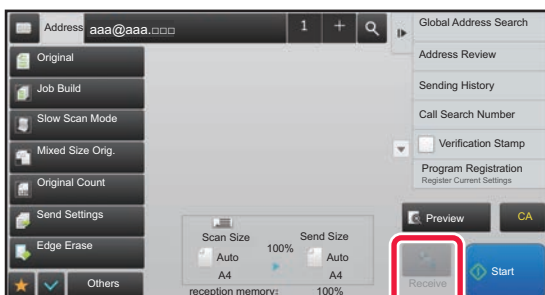 Address aaa@aaa.□□□ 1 +
Original
Job Build
Slow Scan Mode
Mixed Size Orig.
Original Count
Send Settings
Edge Erase
Others
Scan Size 100% Send Size
Auto Auto
A4 A4
reception memory: 100%
Global Address Search
Address Review
Sending History
Call Search Number
Verification Stamp
Program Registration
Register Current Settings
Preview CA
Receive Start